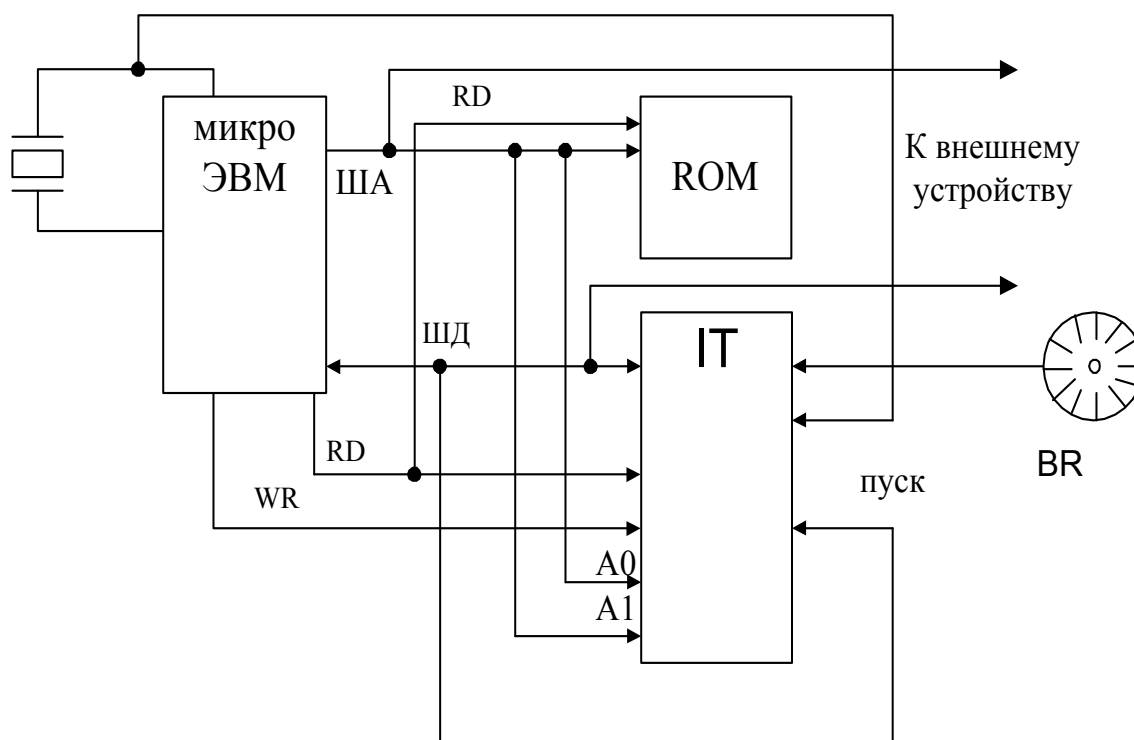 RD
микро
ЭВМ
ША
ROM
К внешнему
устройству
ШД
IT
RD
WR
BR
пуск
A0
A1